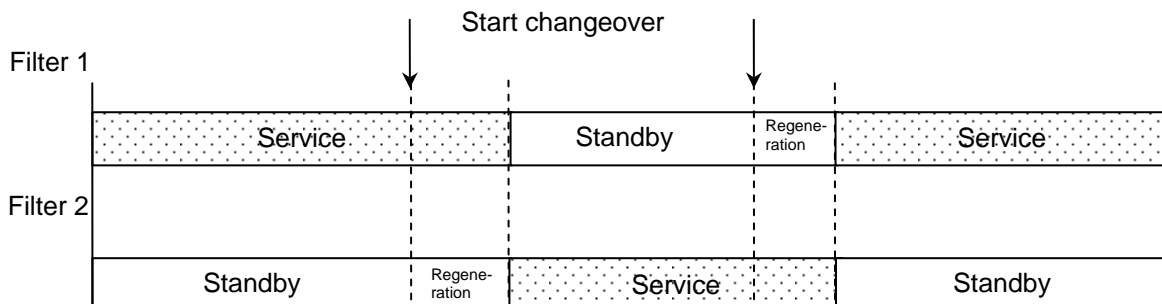 Start changeover
Filter 1
Service
Standby
Regene-
ration
Service
Filter 2
Standby
Regene-
ration
Service
Standby